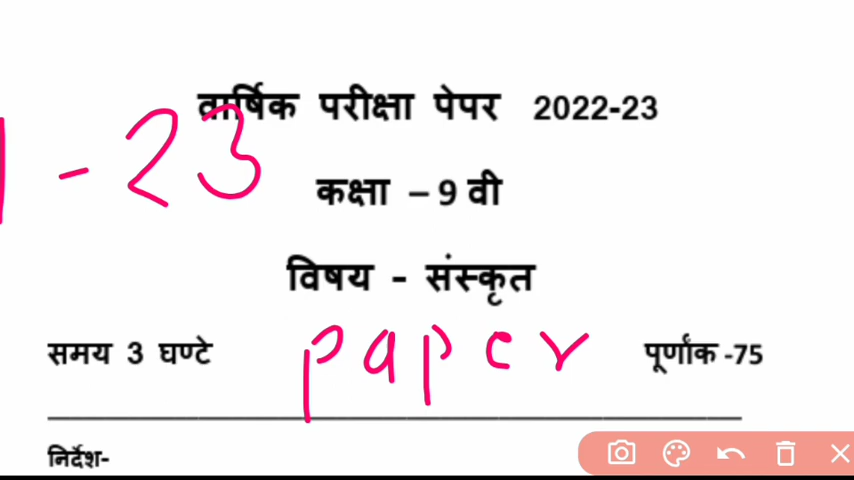 वार्षिक परीक्षा पेपर 2022-23
- 23
कक्षा – 9 वी
विषय - संस्कृत
समय 3 घण्टे paper पूर्णांक -75
निर्देश-